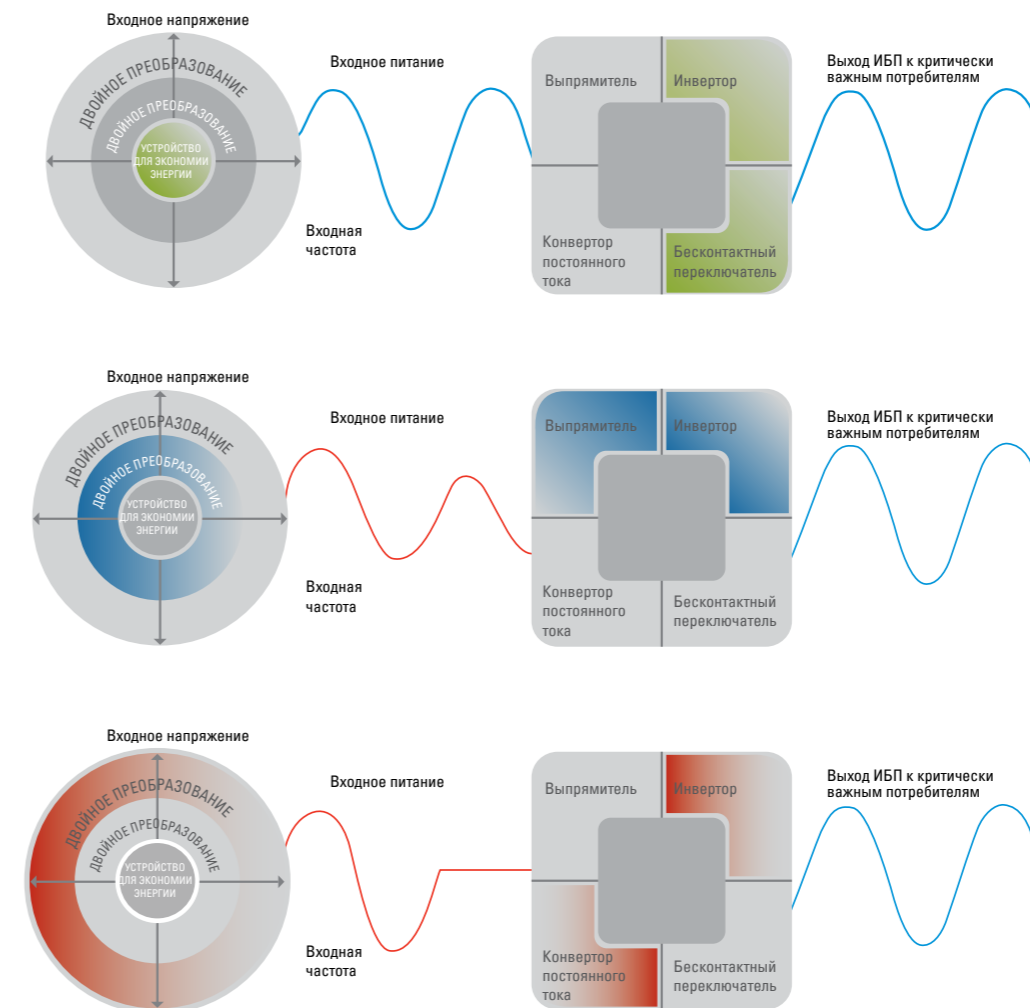 Входное напряжение
ДВОЙНОЕ ПРЕОБРАЗОВАНИЕ
ДВОЙНОЕ ПРЕОБРАЗОВАНИЕ
УСТРОЙСТВО
ДЛЯ ЭКОНОМИИ
ЭНЕРГИИ
Входное питание
Входная
частота
Выпрямитель
Инвертор
Конвертор
постоянного
тока
Бесконтактный
переключатель
Выход ИБП к критически
важным потребителям
Входное напряжение
ДВОЙНОЕ ПРЕОБРАЗОВАНИЕ
ДВОЙНОЕ ПРЕОБРАЗОВАНИЕ
УСТРОЙСТВО
ДЛЯ ЭКОНОМИИ
ЭНЕРГИИ
Входное питание
Входная
частота
Выпрямитель
Инвертор
Конвертор
постоянного
тока
Бесконтактный
переключатель
Выход ИБП к критически
важным потребителям
Входное напряжение
ДВОЙНОЕ ПРЕОБРАЗОВАНИЕ
ДВОЙНОЕ ПРЕОБРАЗОВАНИЕ
УСТРОЙСТВО
ДЛЯ ЭКОНОМИИ
ЭНЕРГИИ
Входное питание
Входная
частота
Выпрямитель
Инвертор
Конвертор
постоянного
тока
Бесконтактный
переключатель
Выход ИБП к критически
важным потребителям